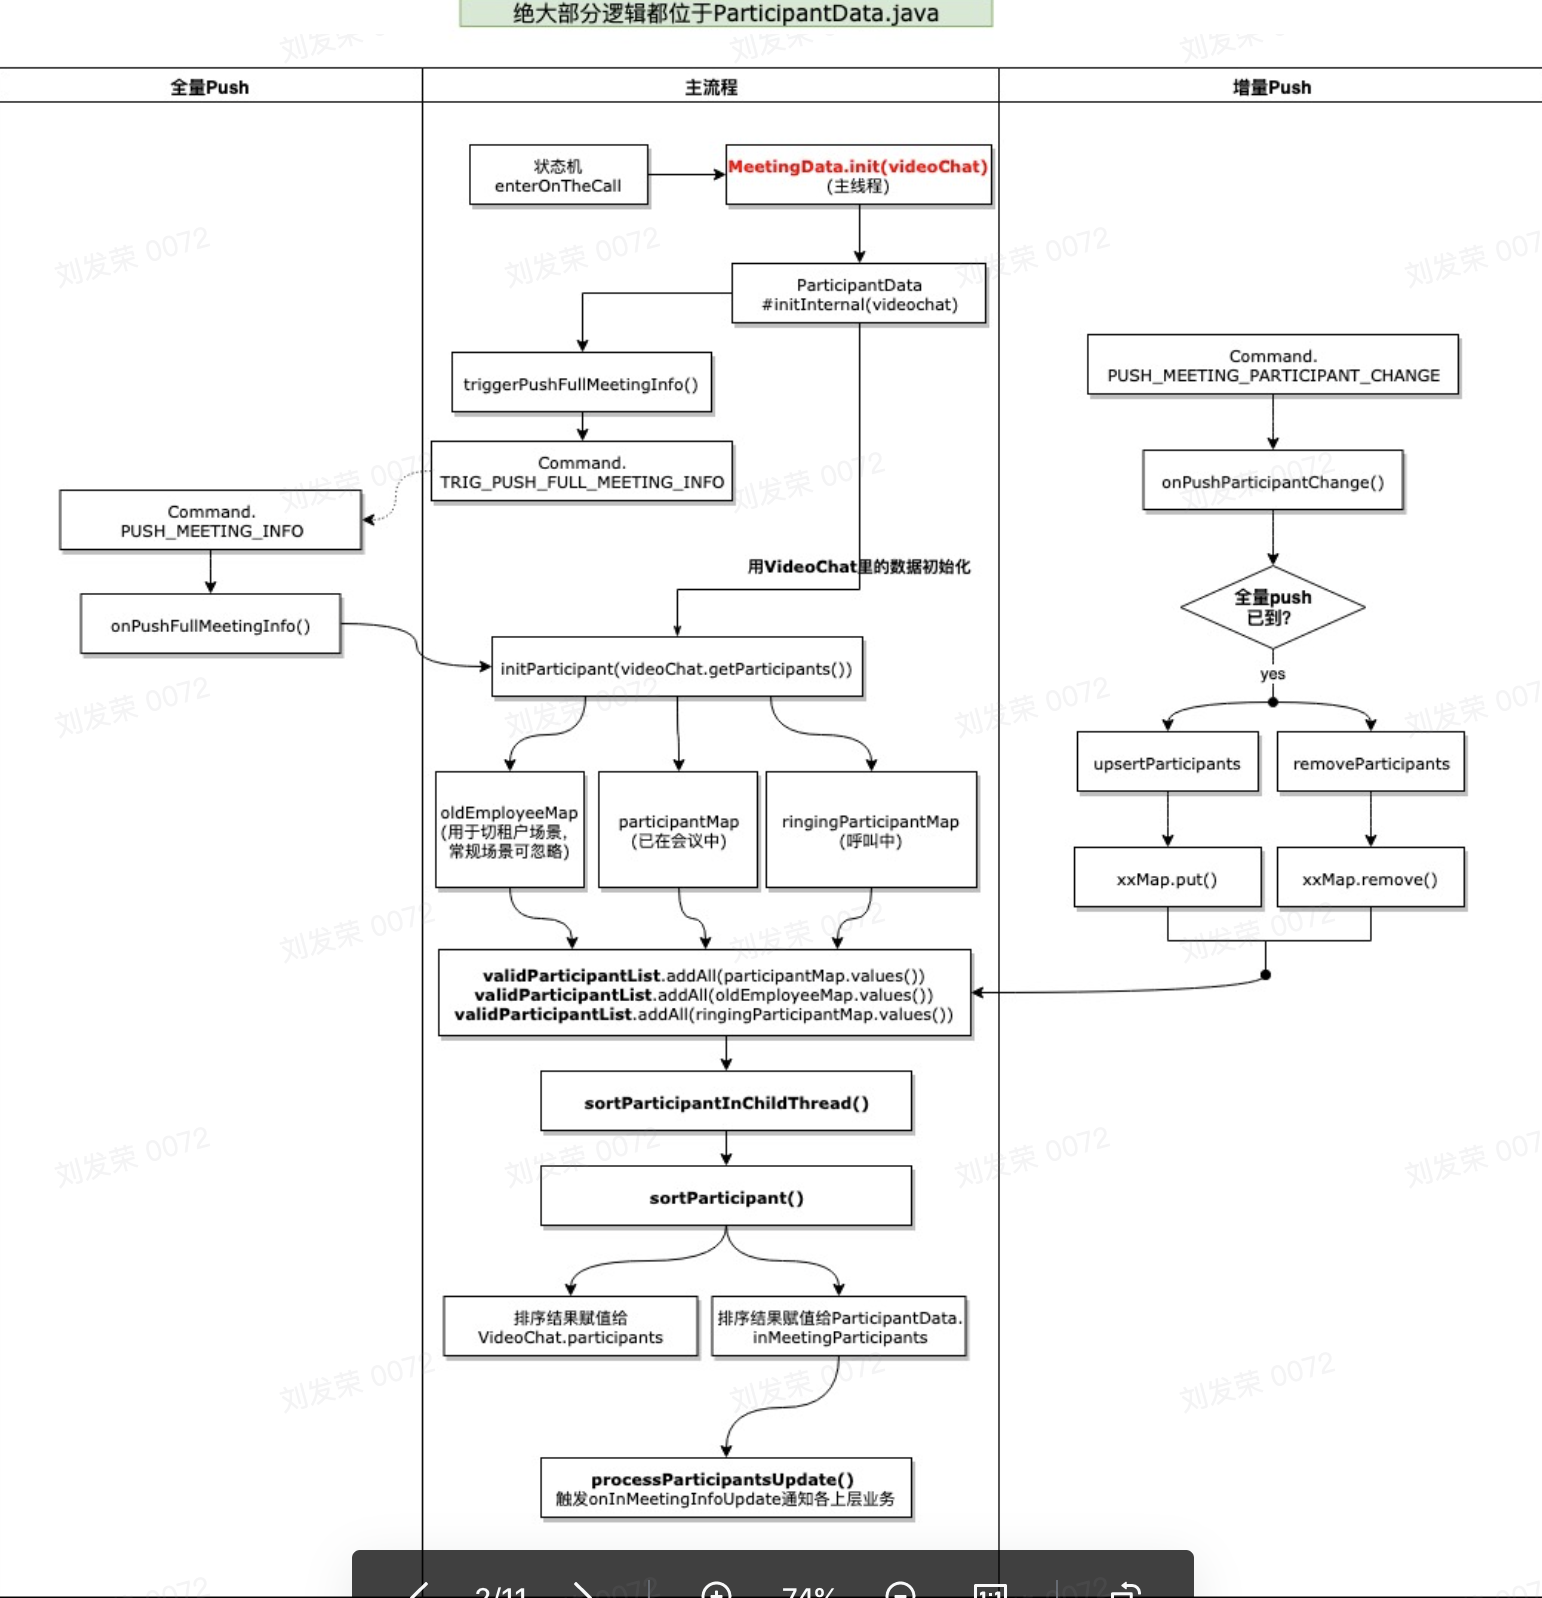 绝大部分逻辑都位于ParticipantData.java
全量Push
主流程
增量Push
状态机
enterOnTheCall
MeetingData.init(videoChat)
(主线程)
ParticipantData
#initInternal(videochat)
triggerPushFullMeetingInfo()
Command.
TRIG_PUSH_FULL_MEETING_INFO
Command.
PUSH_MEETING_INFO
onPushFullMeetingInfo()
用VideoChat里的数据初始化
initParticipant(videoChat.getParticipants())
oldEmployeeMap
(用于切租户场景,
常规场景可忽略)
participantMap
(已在会议中)
ringingParticipantMap
(呼叫中)
validParticipantList.addAll(participantMap.values())
validParticipantList.addAll(oldEmployeeMap.values())
validParticipantList.addAll(ringingParticipantMap.values())
sortParticipantInChildThread()
sortParticipant()
排序结果赋值给
VideoChat.participants
排序结果赋值给ParticipantData.
inMeetingParticipants
processParticipantsUpdate()
触发onInMeetingInfoUpdate通知各上层业务
Command.
PUSH_MEETING_PARTICIPANT_CHANGE
onPushParticipantChange()
全量push
已到?
yes
upsertParticipants
removeParticipants
xxMap.put()
xxMap.remove()
刘发荣 0072
2/11
74%
1:1